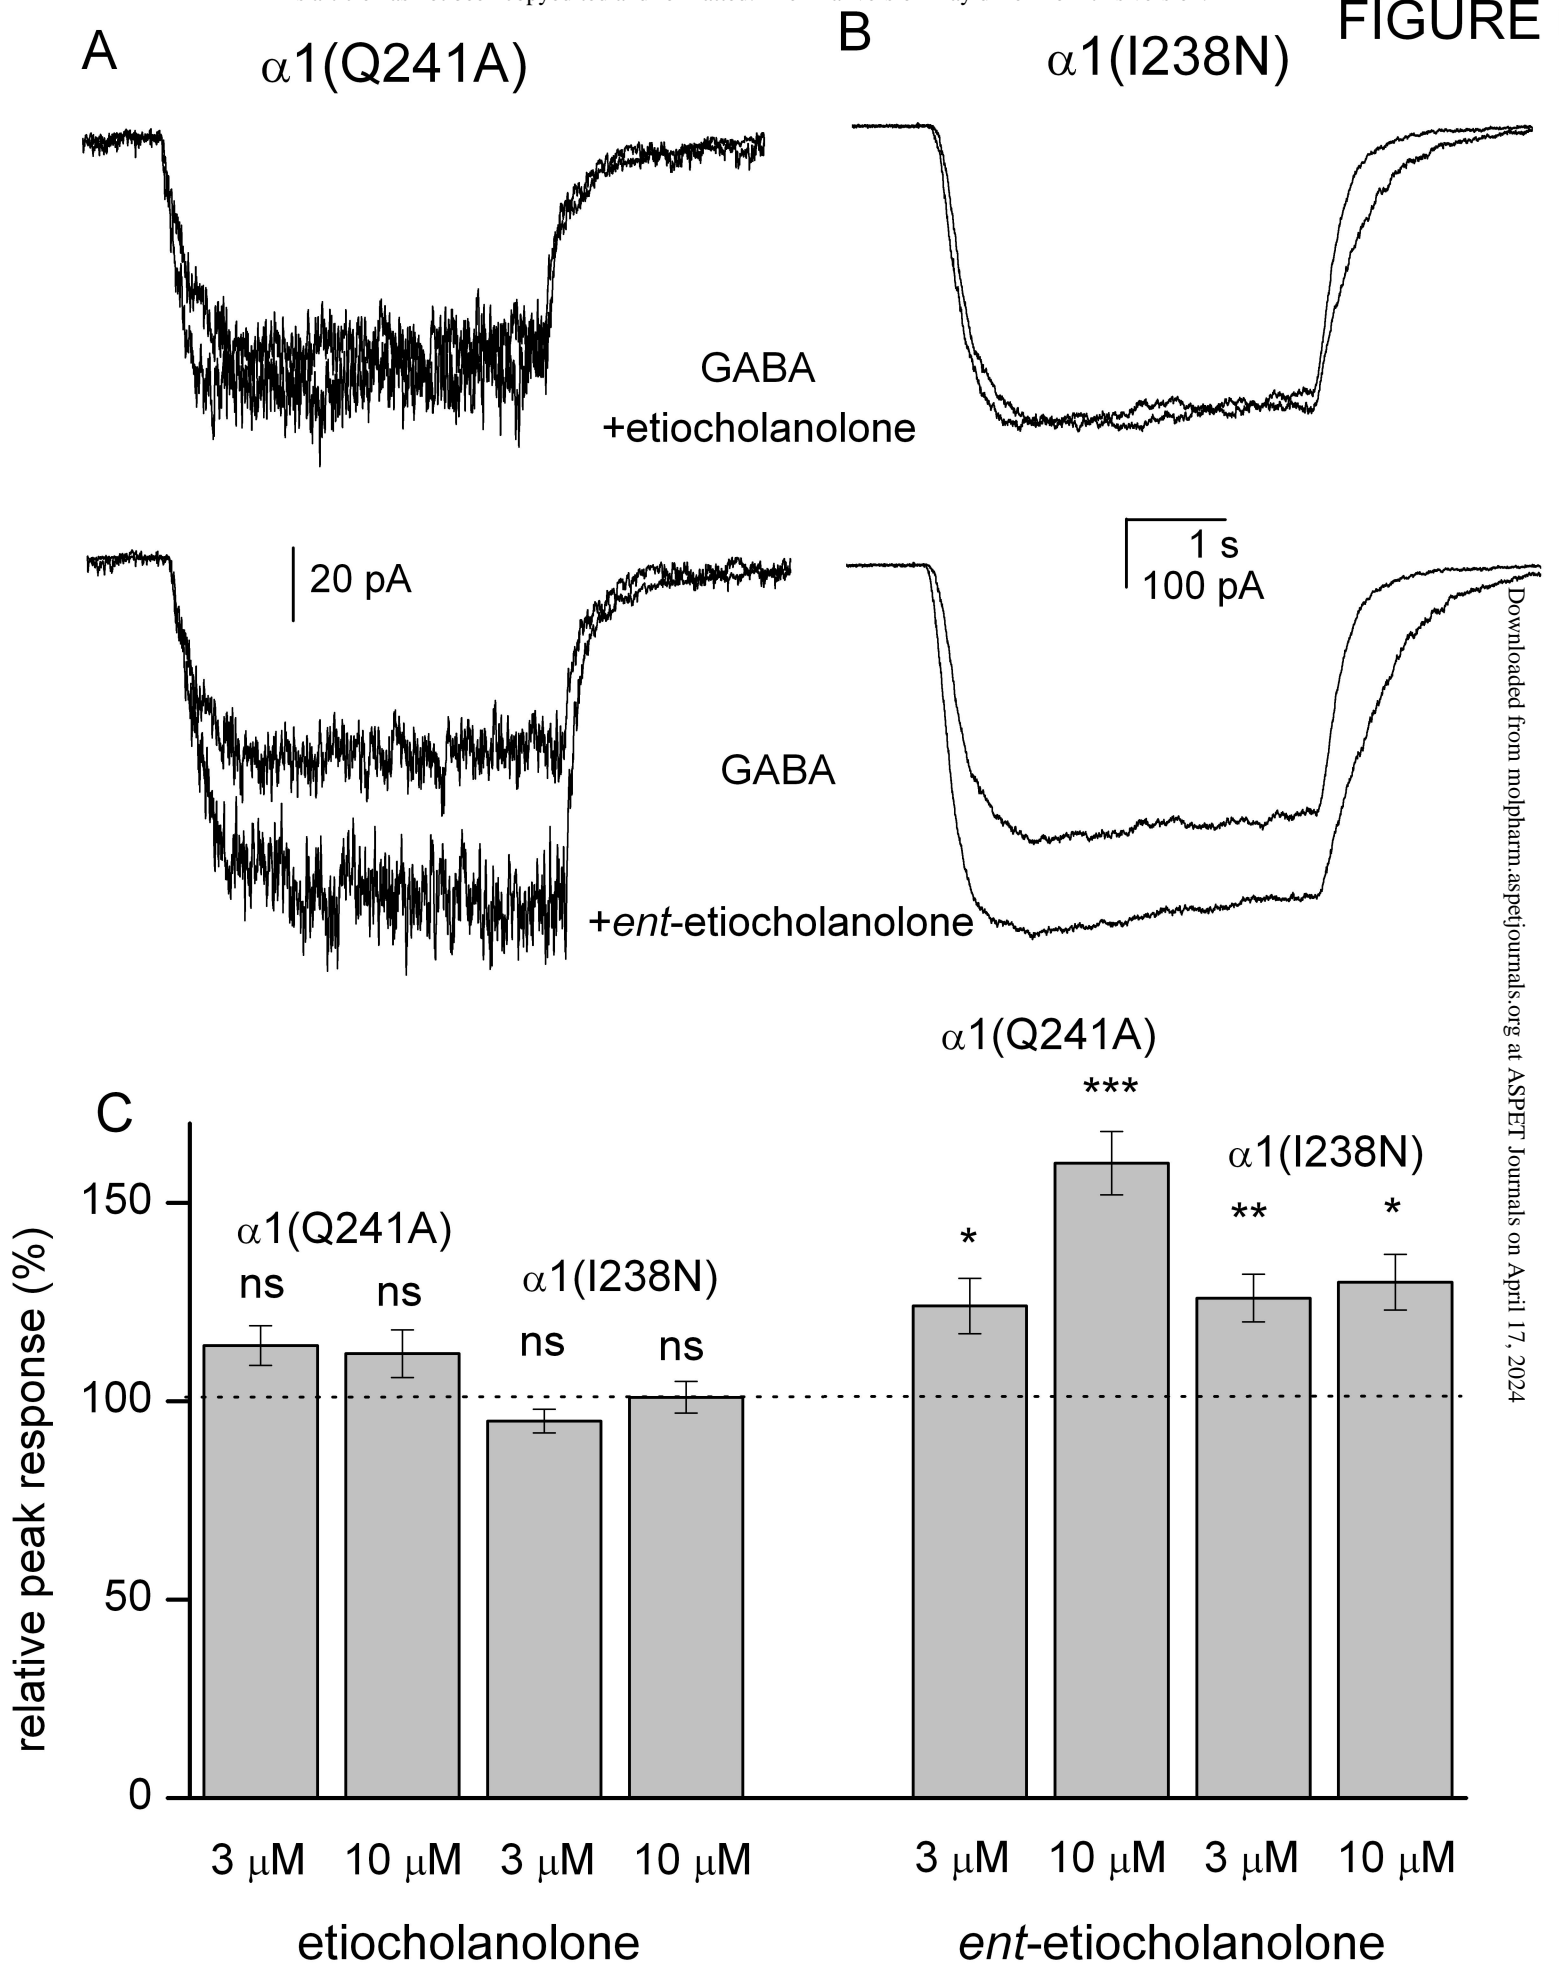 FIGURE
A
α1(Q241A)
B
α1(I238N)
GABA
+etiocholanolone
20 pA
1 s
100 pA
GABA
+ent-etiocholanolone
Downloaded from molpharm.aspetjournals.org at ASPET Journals on April 17, 2024
C
relative peak response (%)
150
100
50
0
α1(Q241A)
ns
ns
α1(I238N)
ns
ns
α1(Q241A)
*
***
α1(I238N)
**
*
3 μM 10 μM 3 μM 10 μM
3 μM 10 μM 3 μM 10 μM
etiocholanolone
ent-etiocholanolone